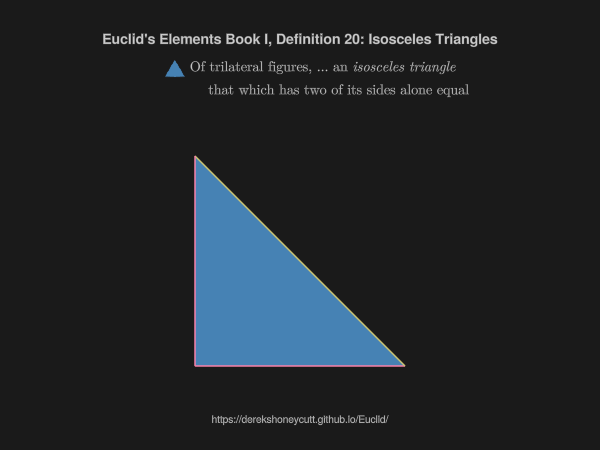 Euclid's Elements Book I, Definition 20: Isosceles Triangles
Of trilateral figures, ... an isosceles triangle
that which has two of its sides alone equal
https://derekshoneycutt.github.io/Euclid/